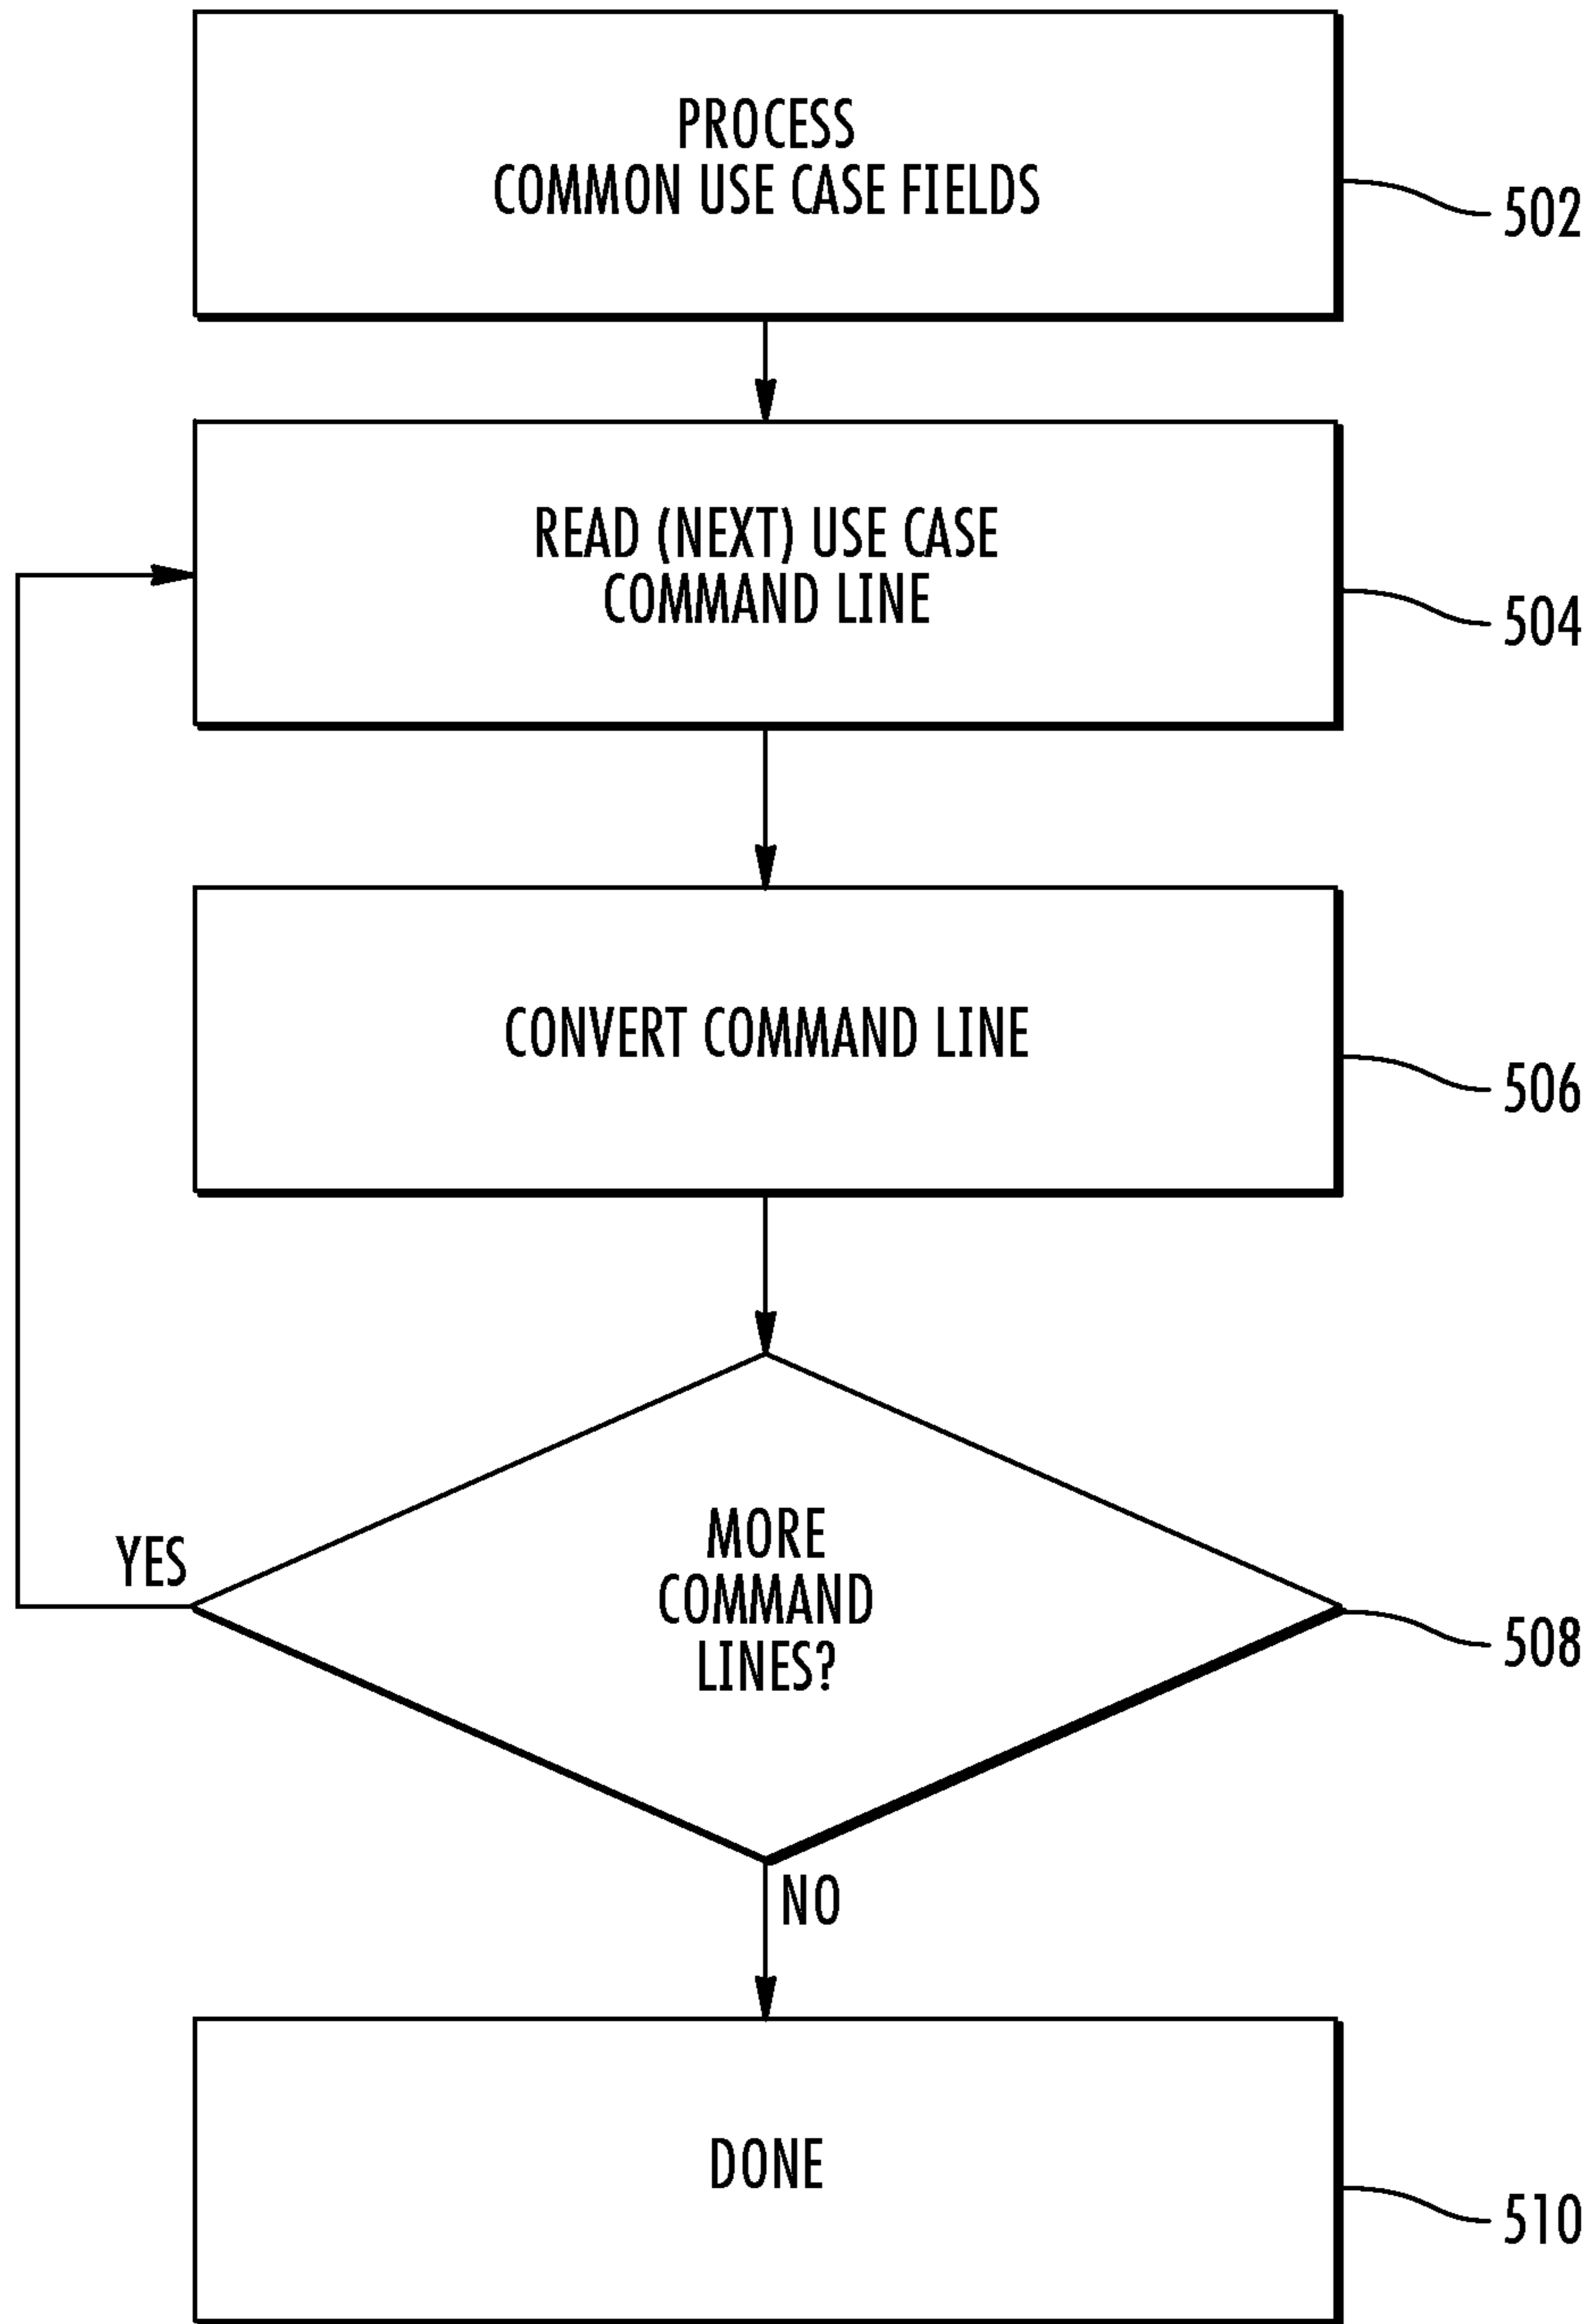 PROCESS
COMMON USE CASE FIELDS
502
READ (NEXT) USE CASE
COMMAND LINE
504
CONVERT COMMAND LINE
506
MORE
COMMAND
LINES?
YES
508
NO
DONE
510